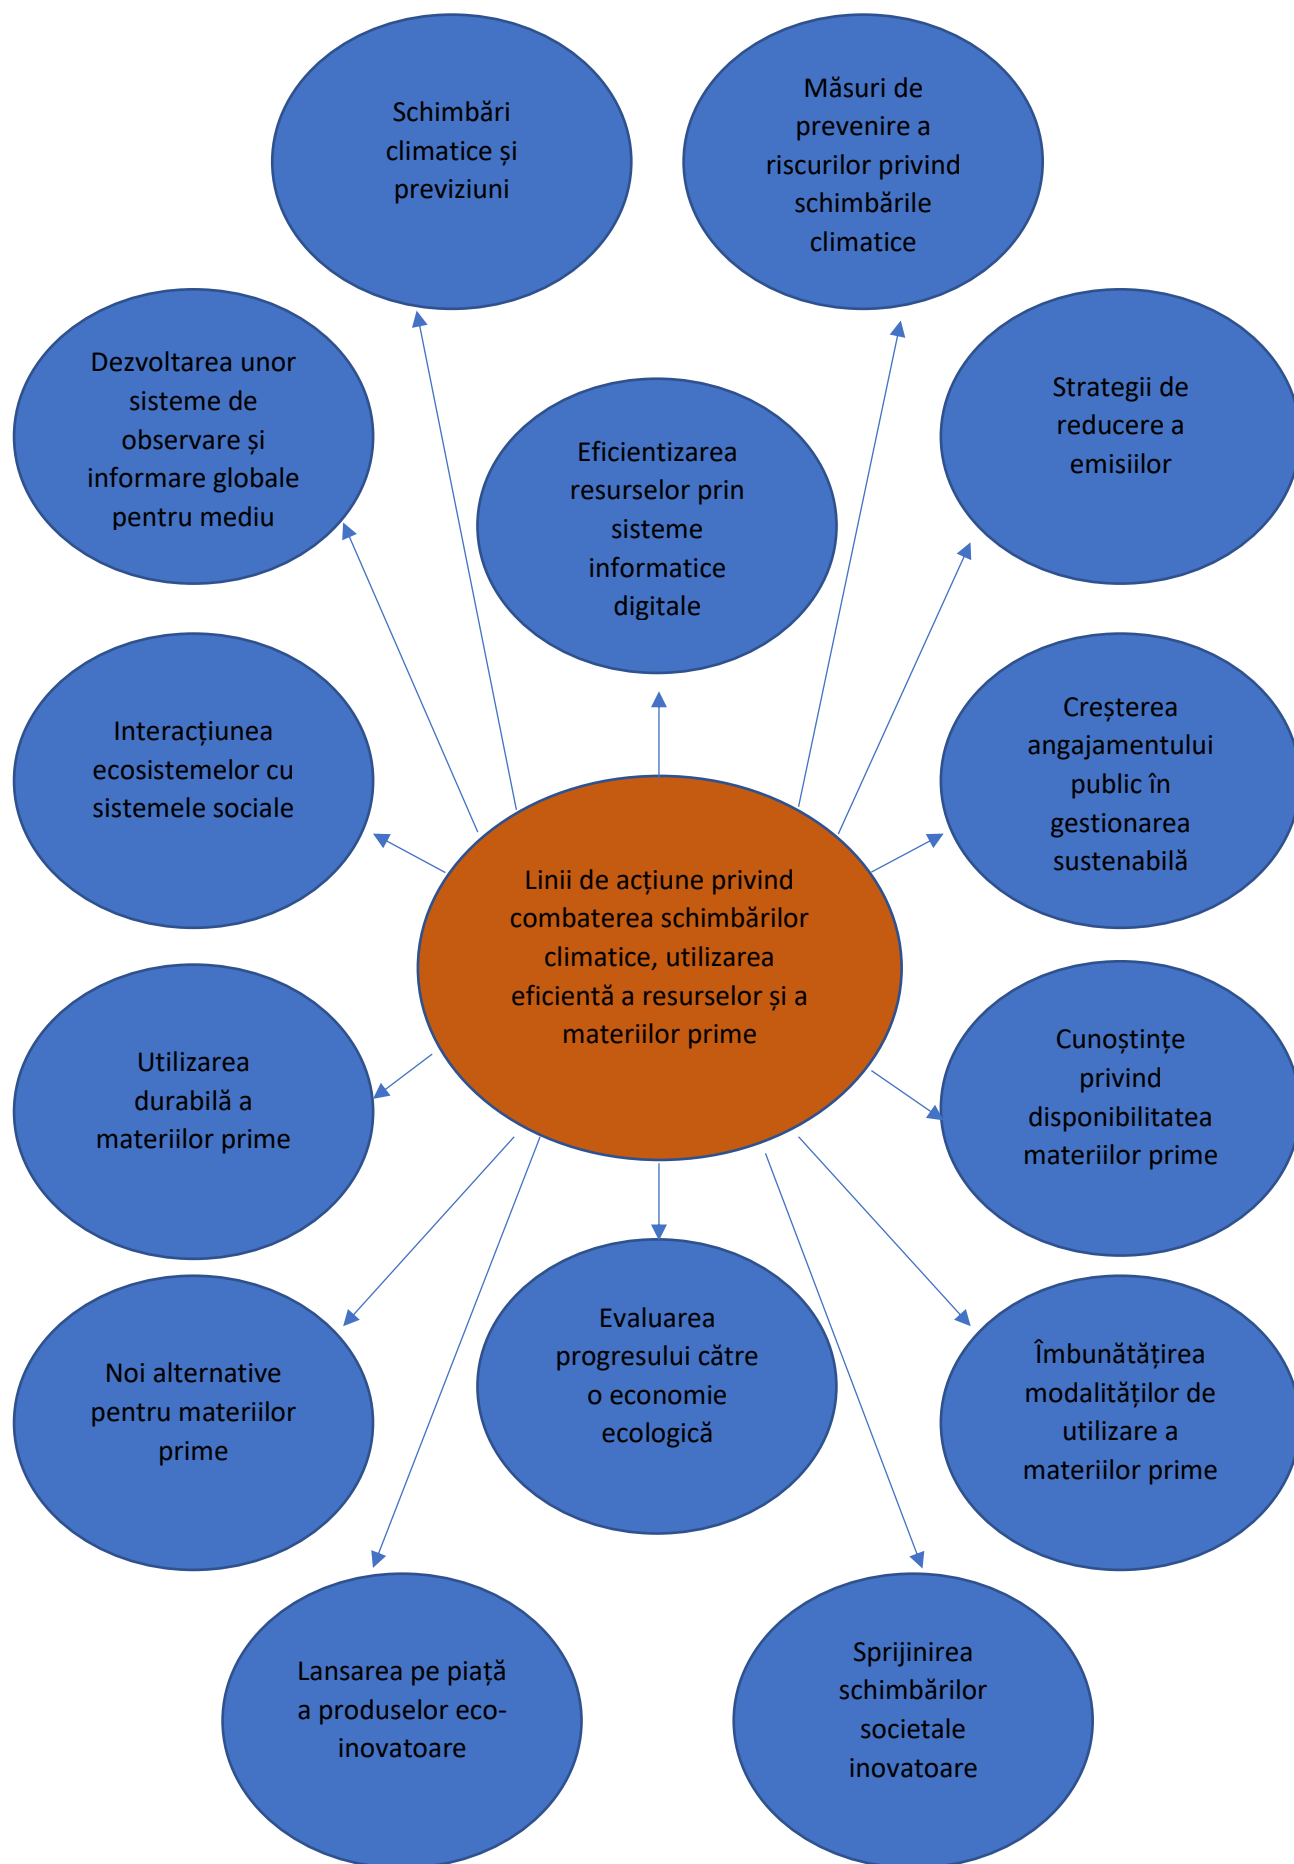 Schimbări
climatice și
previziuni
Măsuri de
prevenire a
riscurilor privind
schimbările
climatice
Dezvoltarea unor
sisteme de
observare și
informare globale
pentru mediu
Eficientizarea
resurselor prin
sisteme
informatice
digitale
Strategii de
reducere a
emisiilor
Interacțiunea
ecosistemelor cu
sistemele sociale
Creșterea
angajamentului
public în
gestionarea
sustenabilă
Linii de acțiune privind
combaterea schimbărilor
climatice, utilizarea
eficientă a resurselor și a
materiilor prime
Utilizarea
durabilă a
materiilor prime
Cunoștințe
privind
disponibilitatea
materiilor prime
Noi alternative
pentru materiilor
prime
Evaluarea
progresului către
o economie
ecologică
Îmbunătățirea
modalităților de
utilizare a
materiilor prime
Lansarea pe piață
a produselor eco-
inovatoare
Sprijinirea
schimbărilor
societale
inovatoare